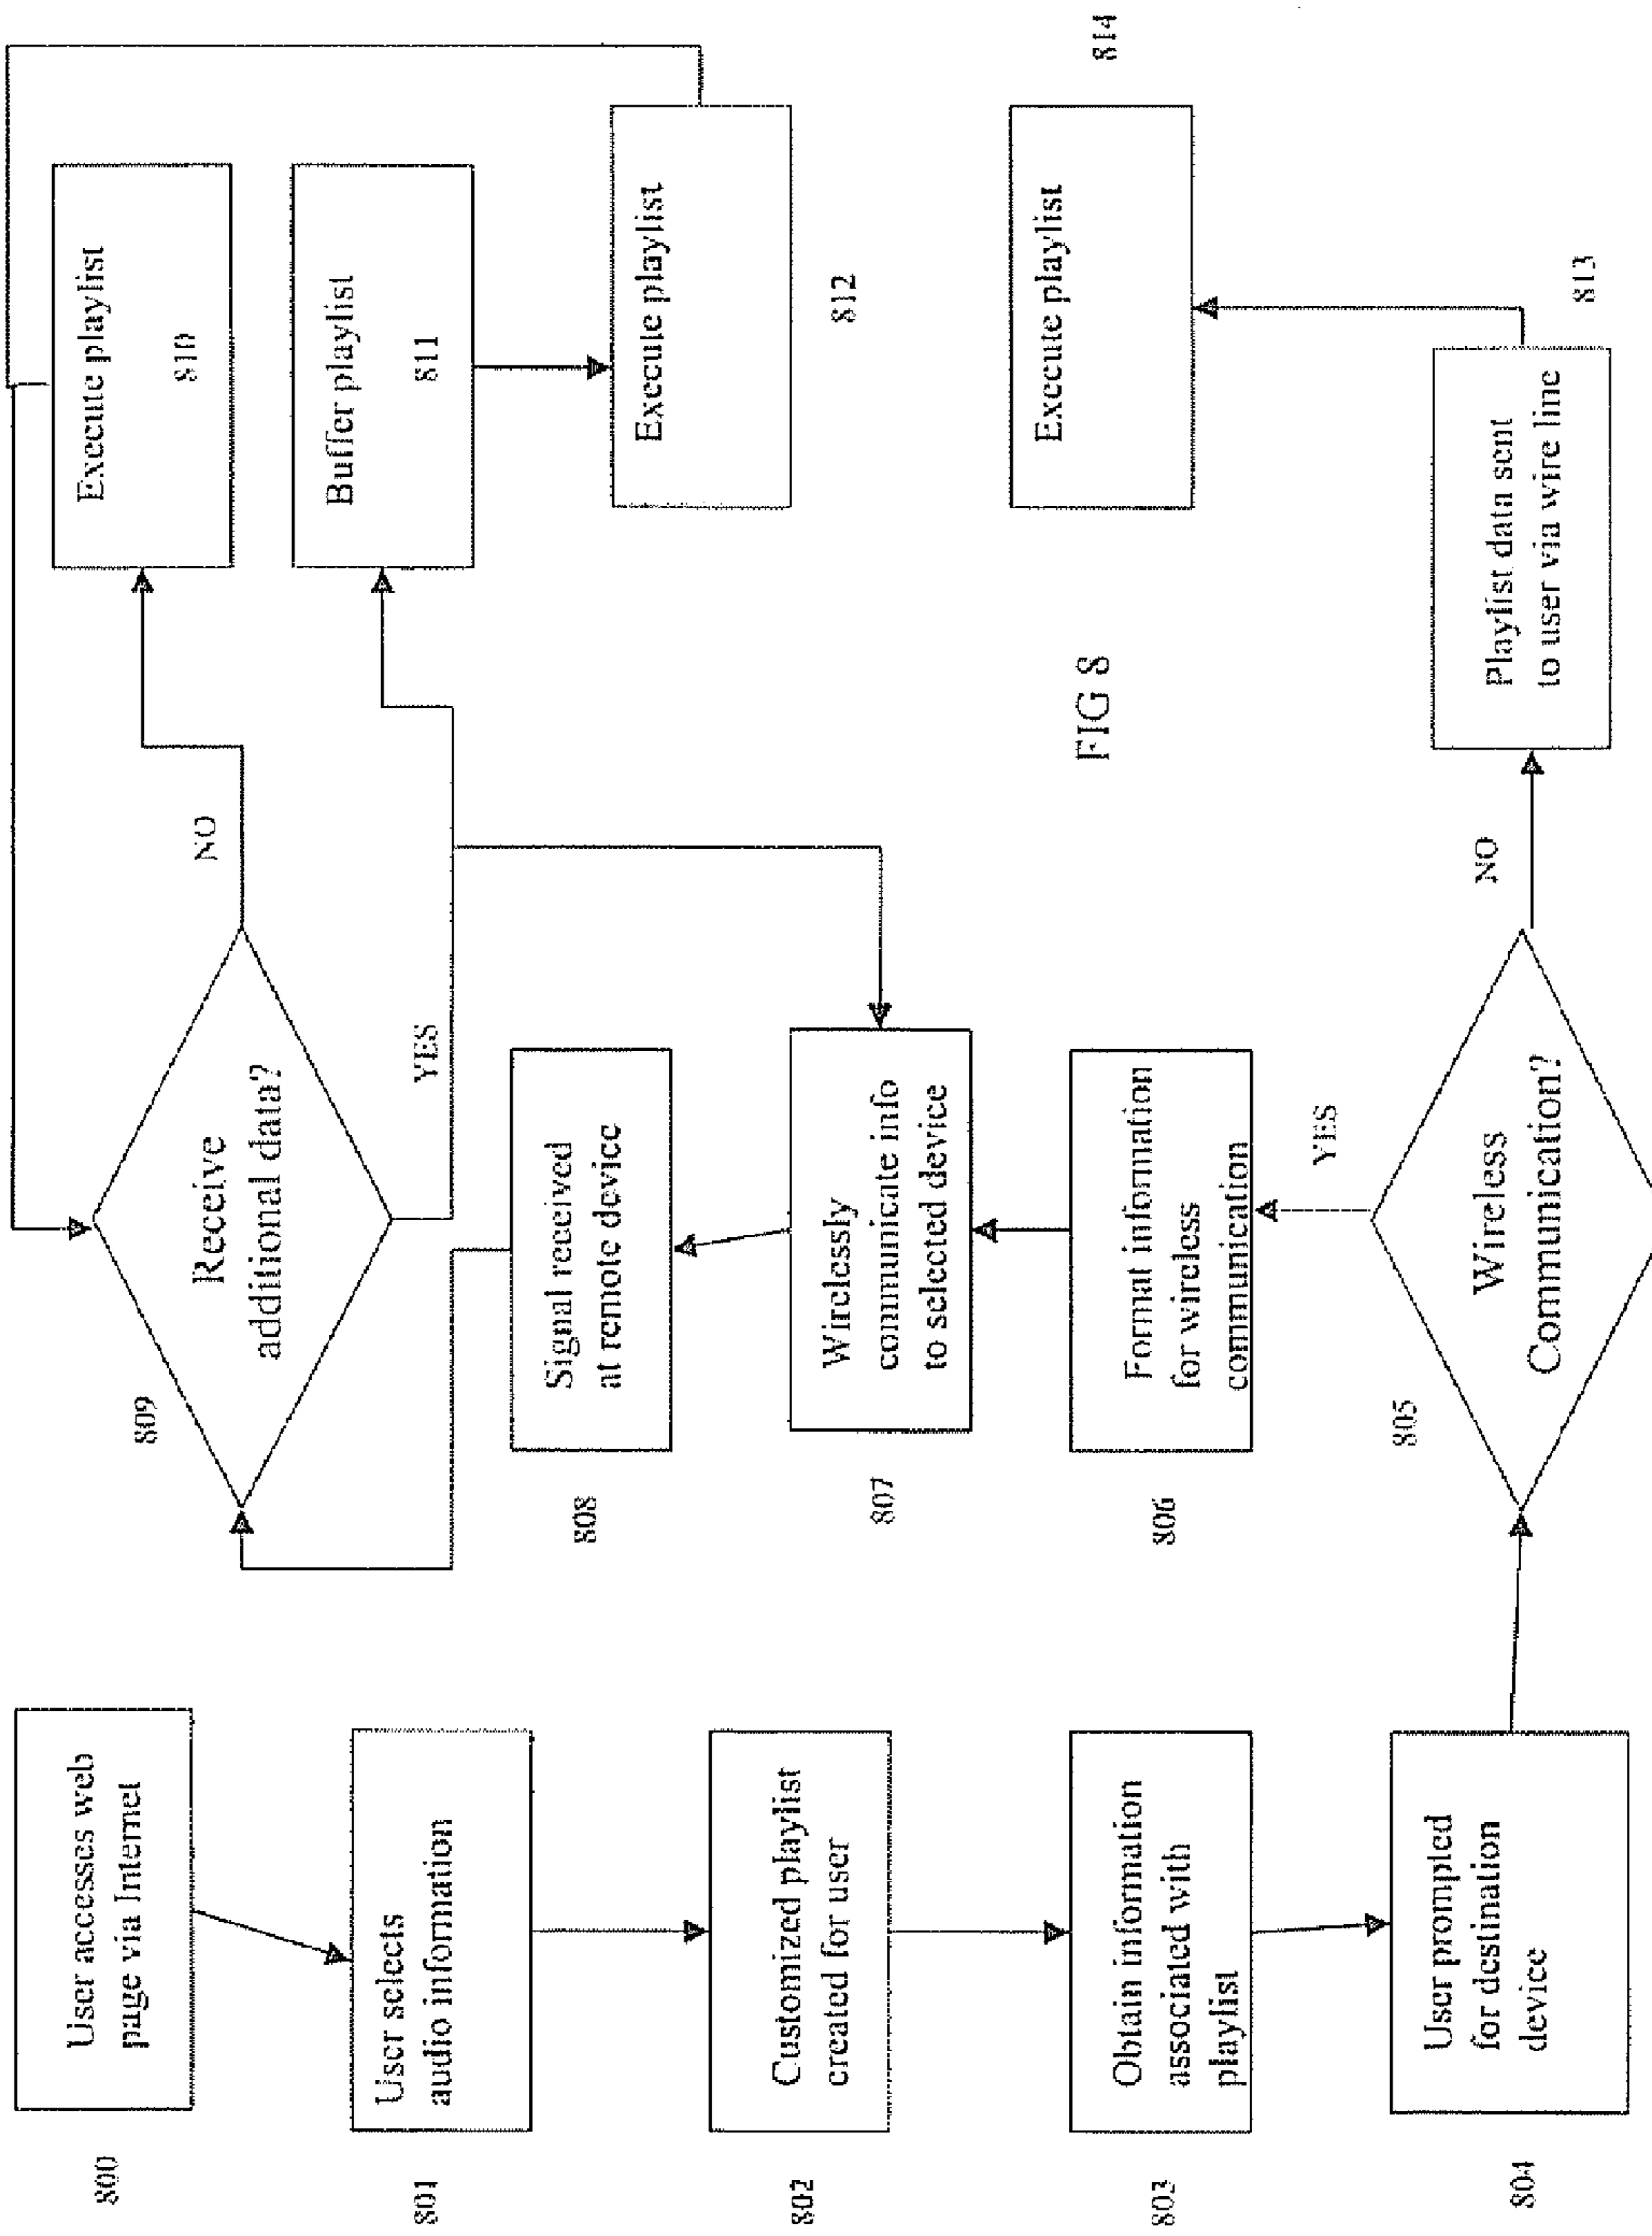 800
User accesses web
page via Internet
801
User selects
audio information
802
Customized playlist
created for user
803
Obtain information
associated with
playlist
804
User prompted
for destination
device
805
Wireless
Communication?
YES
NO
806
Format information
for wireless
communication
807
Wirelessly
communicate info
to selected device
808
Signal received
at remote device
809
Receive
additional data?
NO
YES
Execute playlist
810
Buffer playlist
811
Execute playlist
812
Playlist data sent
to user via wire line
813
Execute playlist
814
FIG 8